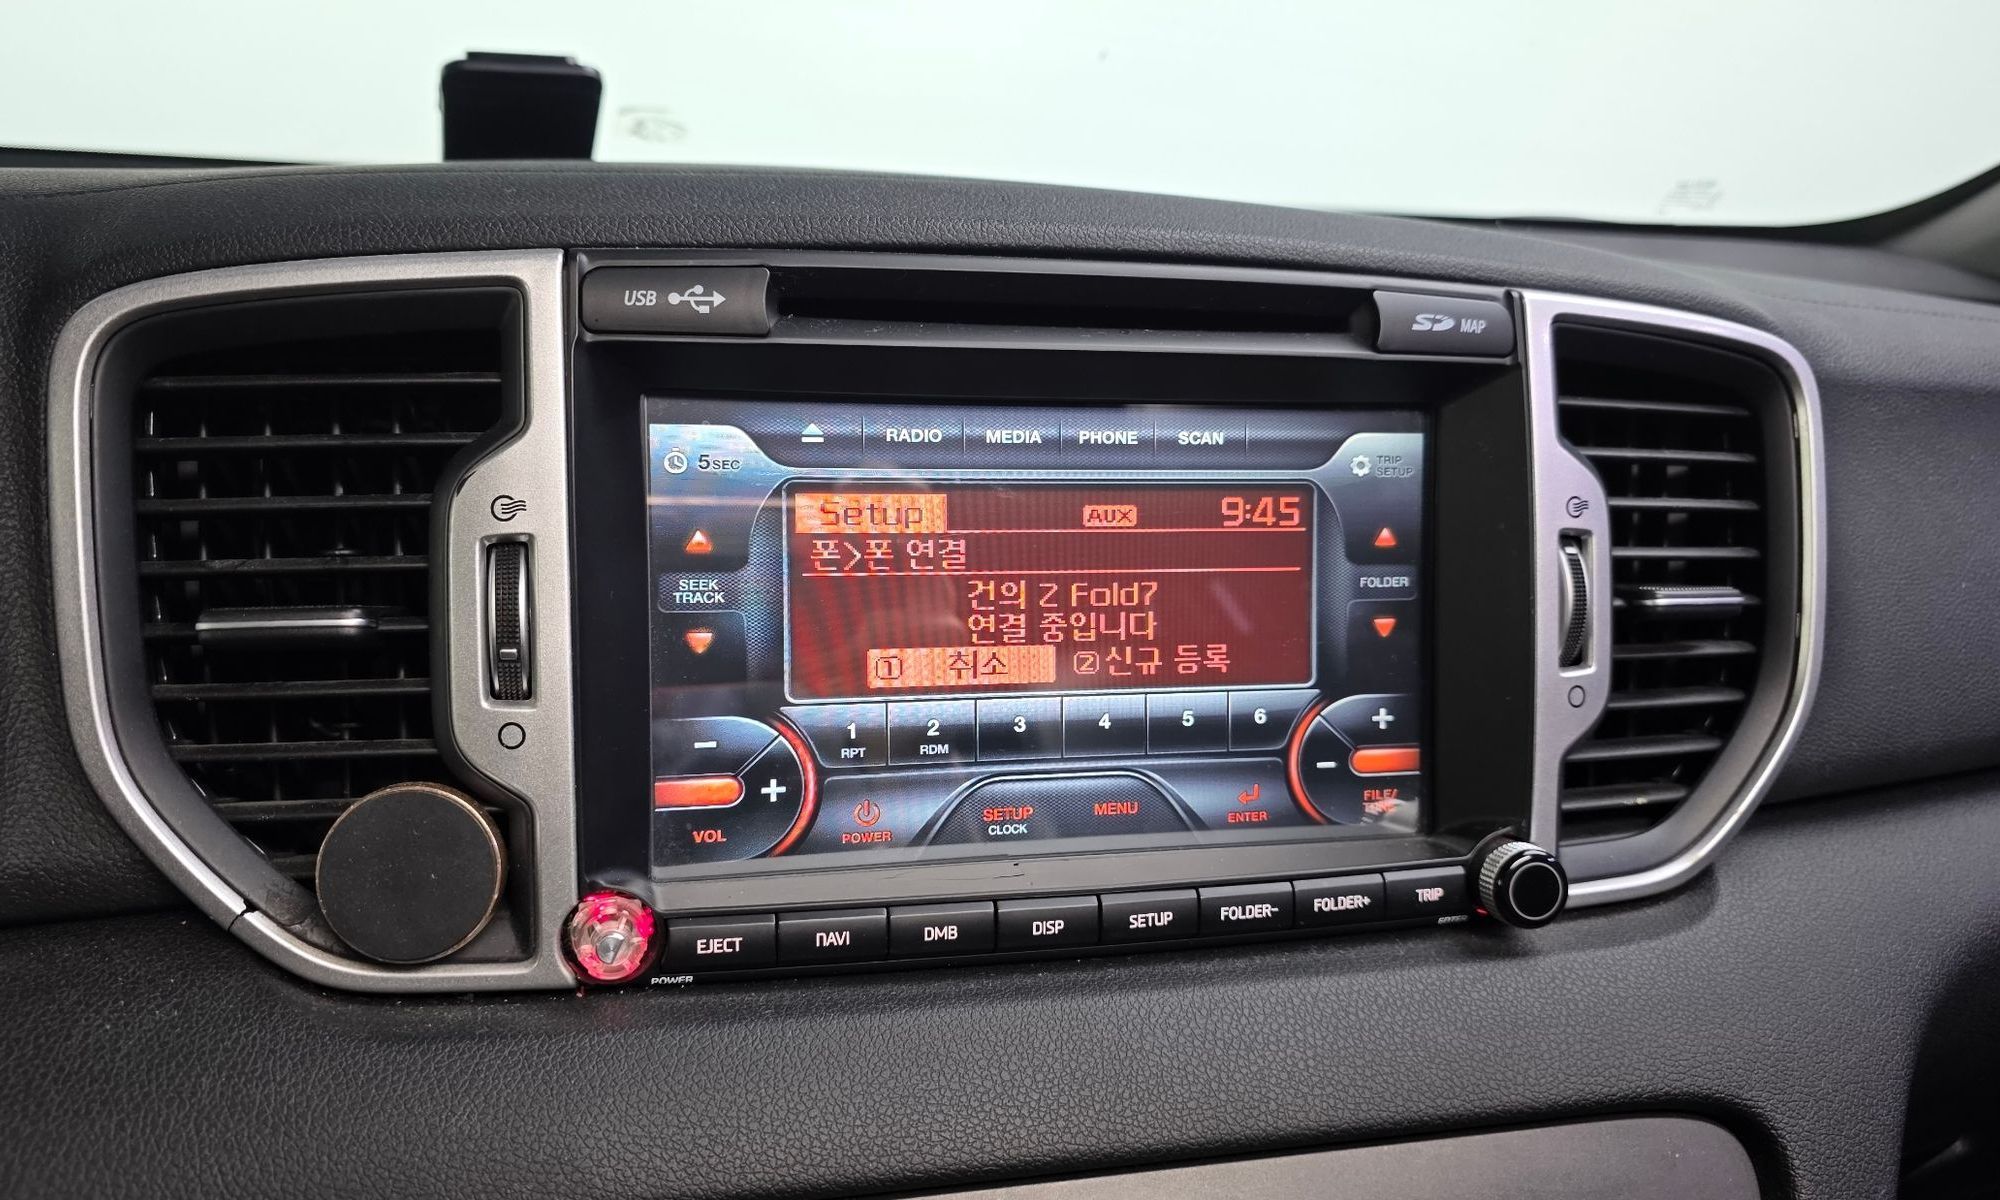 USB
SD MAP
RADIO MEDIA PHONE SCAN
5SEC
TRIP
SETUP
Setup AUX 9:45
폰>폰 연결
건의 Z Fold7
연결 중입니다
① 취소 ②신규 등록
SEEK
TRACK
FOLDER
1 2 3 4 5 6
RPT RDM
- +
VOL
POWER
SETUP
CLOCK
MENU
ENTER
- +
FILE/
TUNE
EJECT NAVI DMB DISP SETUP FOLDER- FOLDER+ TRIP
POWER
ENTER